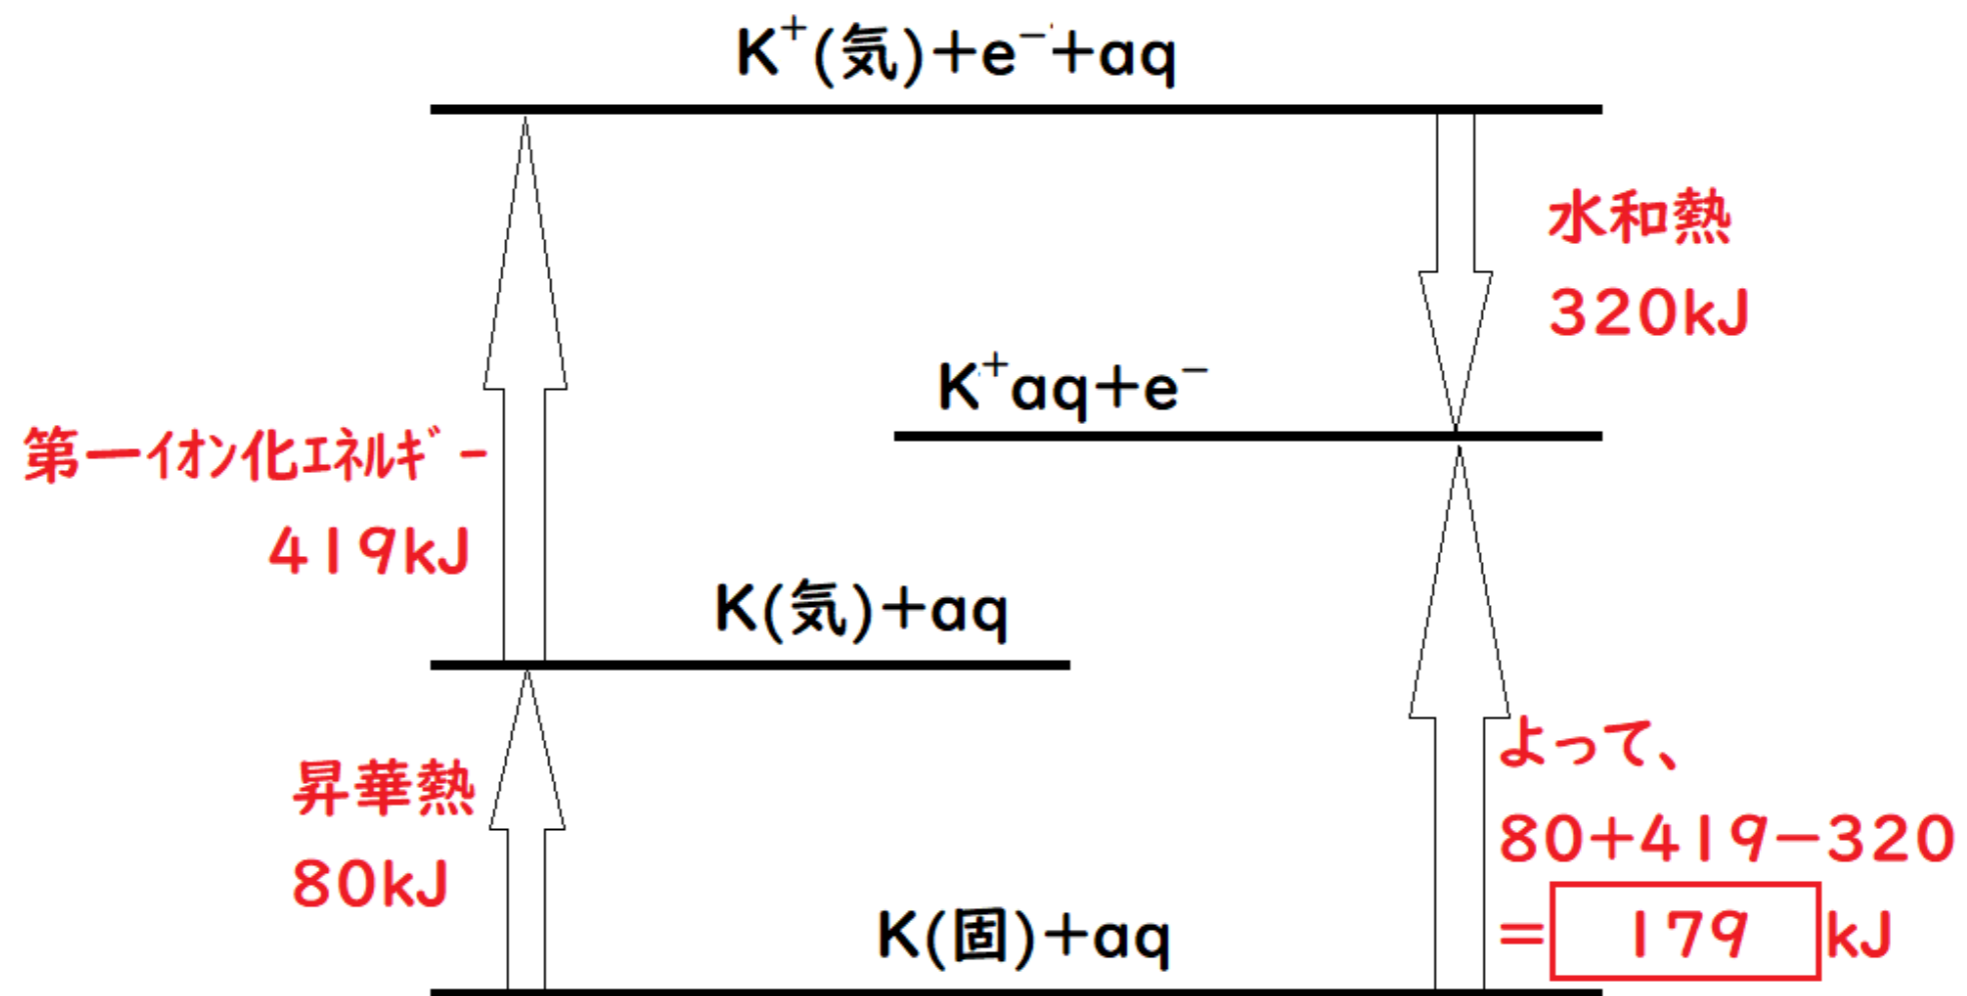 K⁺(気)+e⁻+aq
水和熱
320kJ
K⁺aq+e⁻
第一ｲｵﾝ化ｴﾈﾙｷﾞｰ
419kJ
K(気)+aq
昇華熱
80kJ
よって、
80+419−320
=179kJ
K(固)+aq